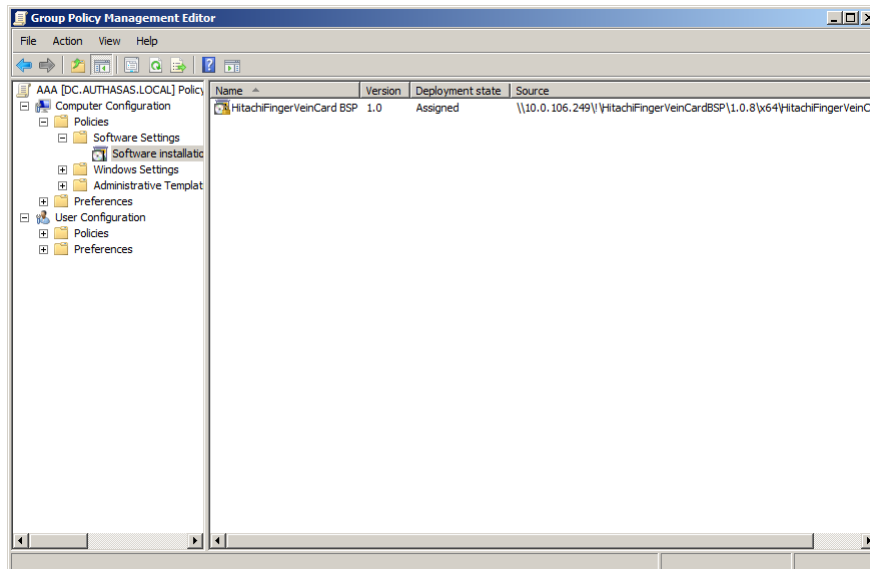 Group Policy Management Editor
File Action View Help
AAA [DC.AUTHASAS.LOCAL] Policy
Computer Configuration
Policies
Software Settings
Software installatic
Windows Settings
Administrative Templat
Preferences
User Configuration
Policies
Preferences
Name Version Deployment state Source
HitachiFingerVeinCard BSP 1.0 Assigned \\10.0.106.249\!\HitachiFingerVeinCardBSP\1.0.8\x64\HitachiFingerVeinC